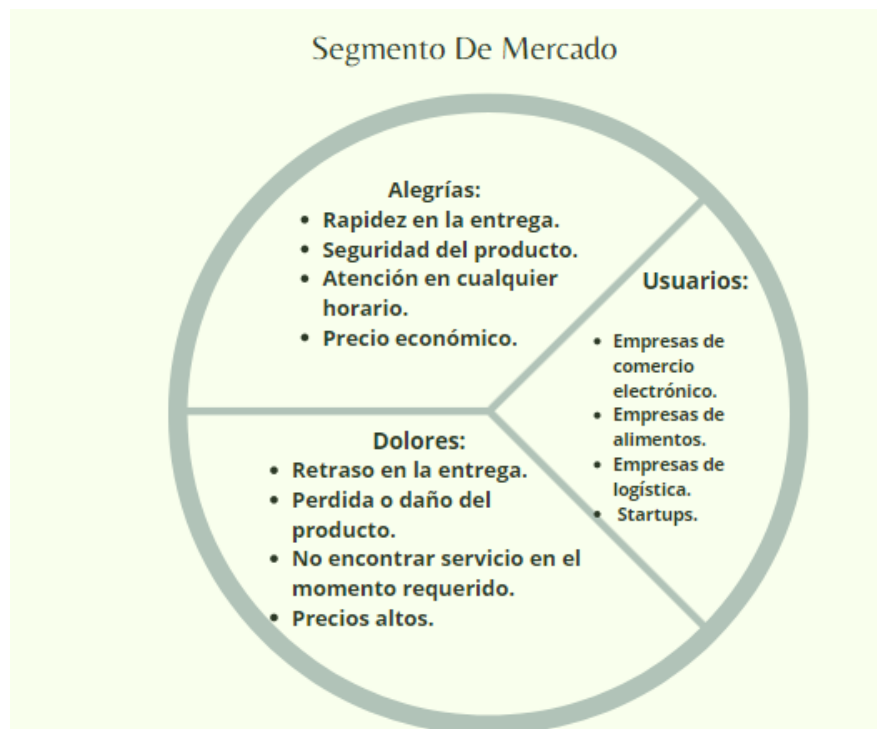 Segmento De Mercado
Alegrías:
• Rapidez en la entrega.
• Seguridad del producto.
• Atención en cualquier
horario.
• Precio económico.
Usuarios:
• Empresas de
comercio
electrónico.
• Empresas de
alimentos.
• Empresas de
logística.
• Startups.
Dolores:
• Retraso en la entrega.
• Perdida o daño del
producto.
• No encontrar servicio en el
momento requerido.
• Precios altos.